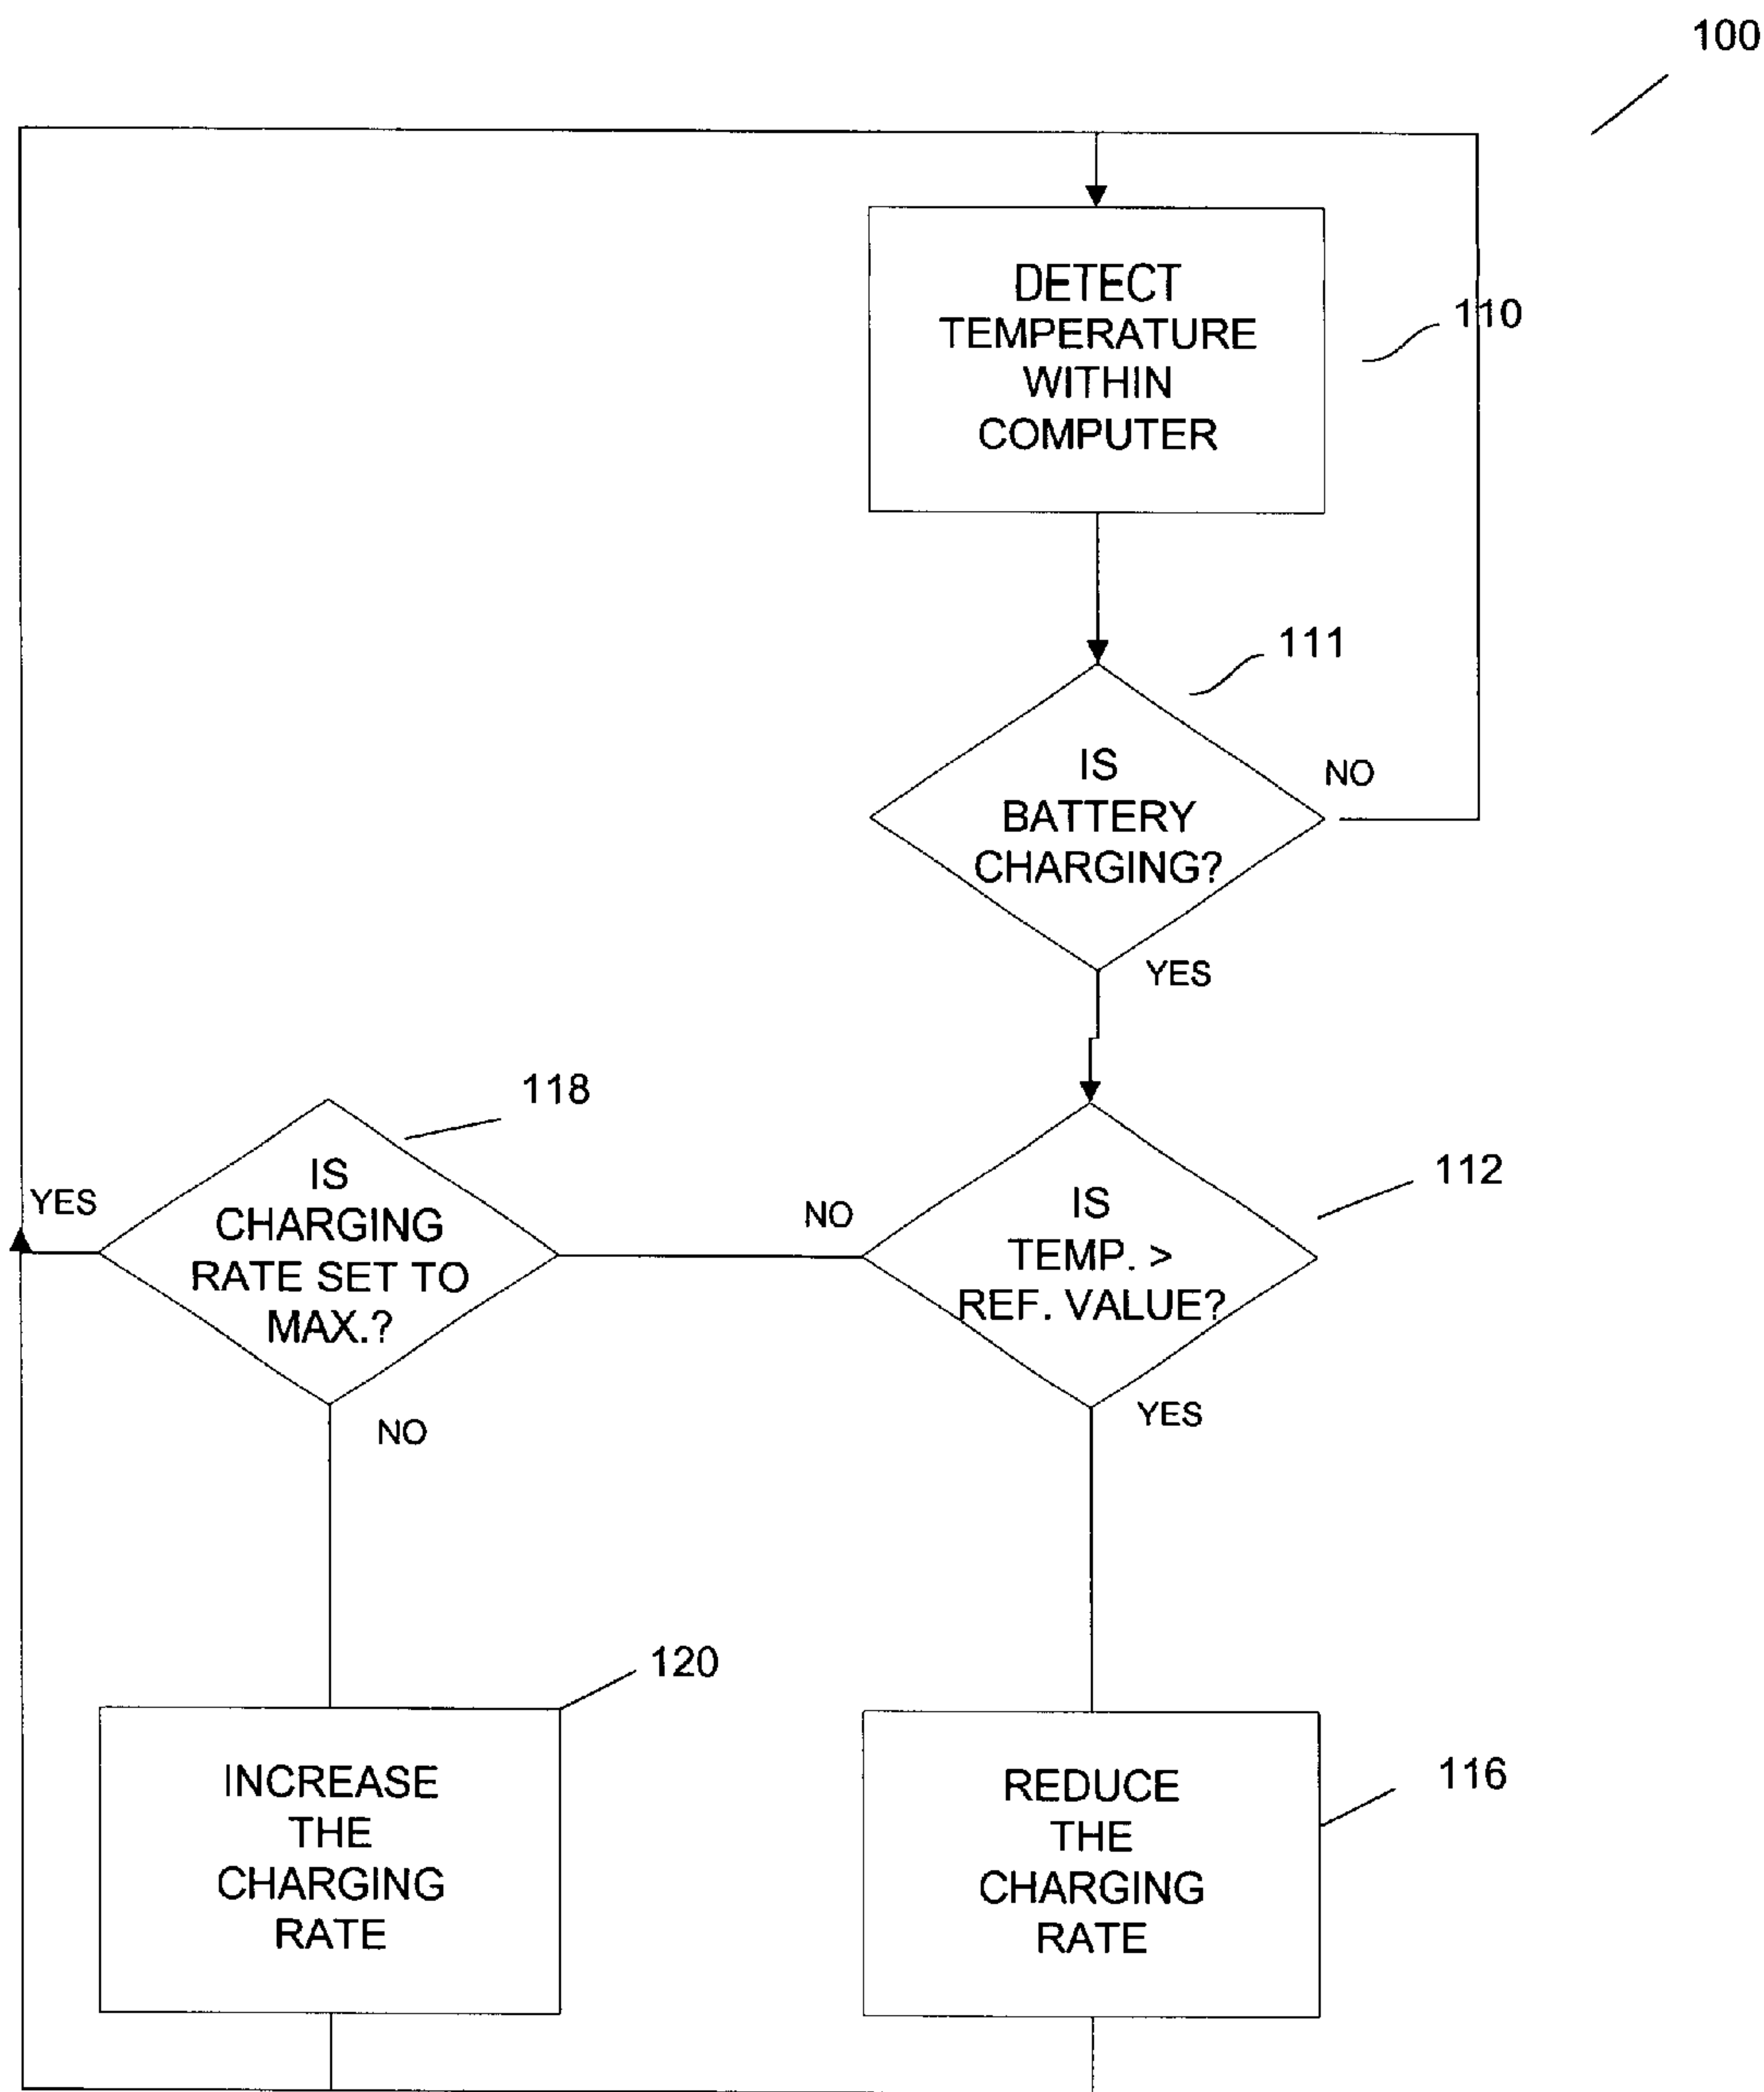 100
DETECT
TEMPERATURE
WITHIN
COMPUTER
110
111
IS
BATTERY
CHARGING?
NO
YES
118
IS
CHARGING
RATE SET TO
MAX.?
YES
NO
112
IS
TEMP. >
REF. VALUE?
NO
YES
120
INCREASE
THE
CHARGING
RATE
116
REDUCE
THE
CHARGING
RATE